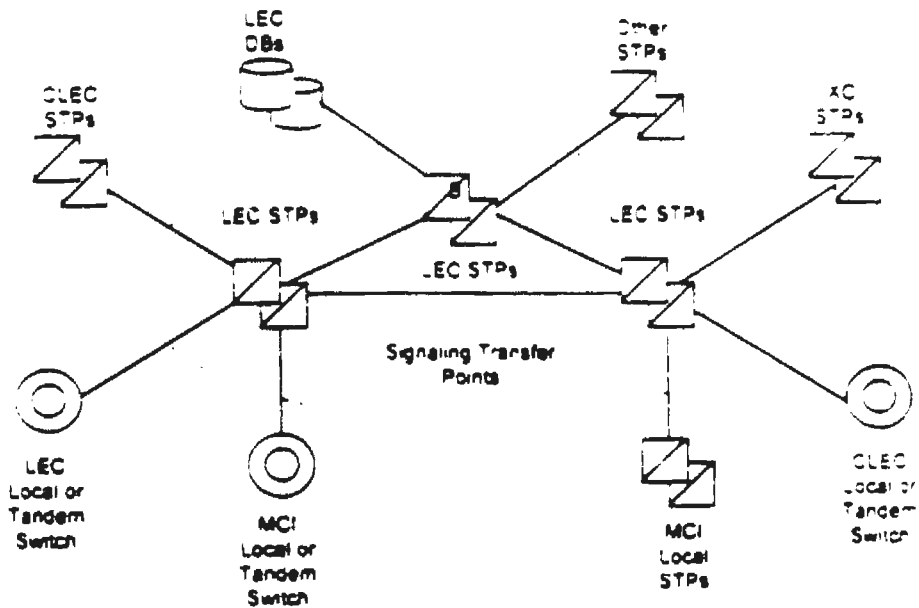 LEC
DBs
Other
STPs
CLEC
STPs
XC
STPs
LEC STPs
LEC STPs
LEC STPs
Signaling Transfer
Points
LEC
Local or
Tandem
Switch
MCI
Local or
Tandem
Switch
MCI
Local
STPs
CLEC
Local or
Tandem
Switch